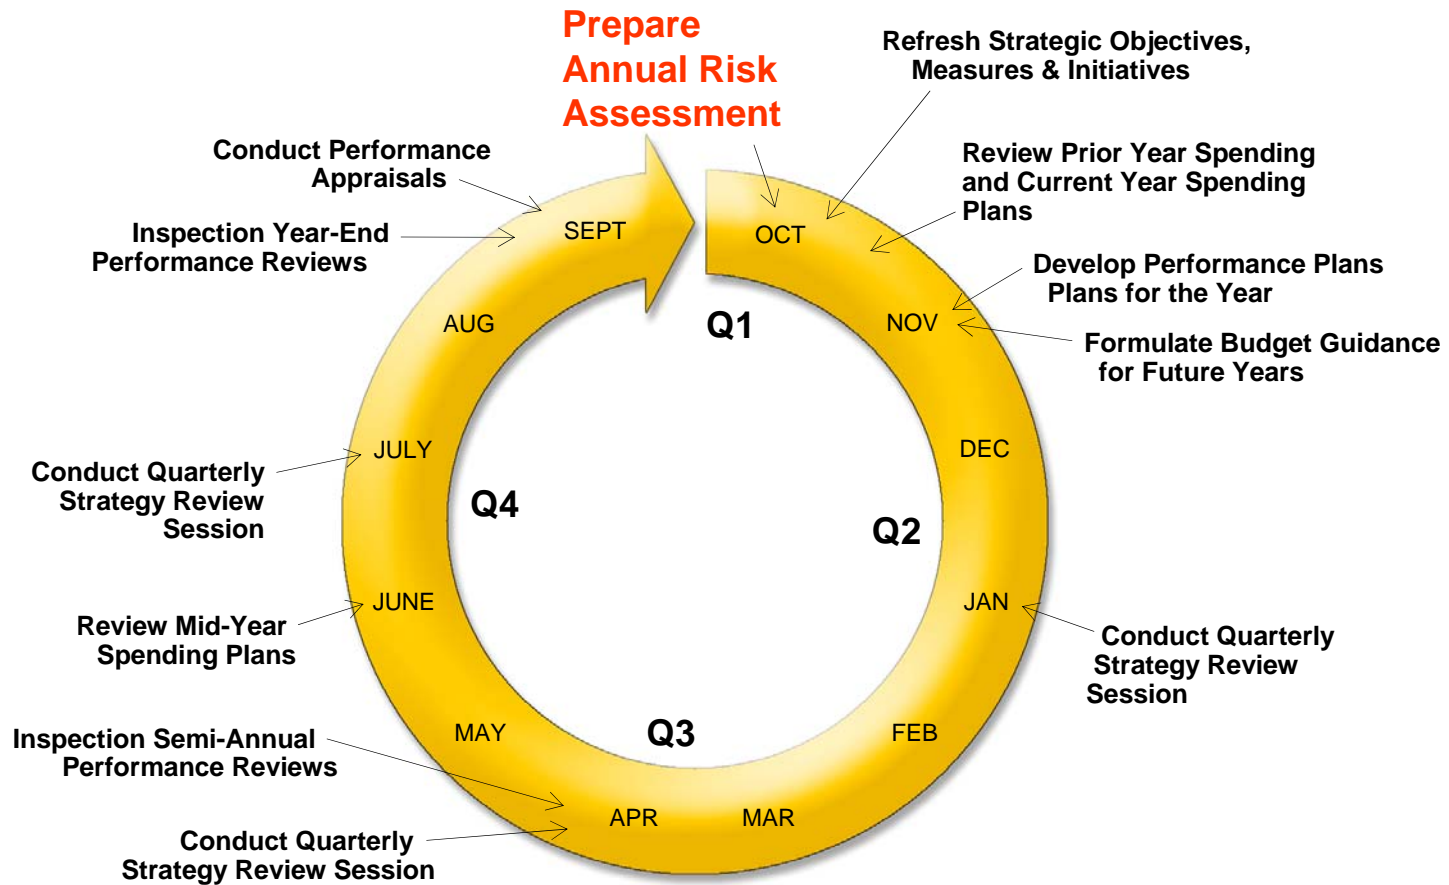 Prepare
Annual Risk
Assessment
Refresh Strategic Objectives,
Measures & Initiatives
Review Prior Year Spending
and Current Year Spending
Plans
Develop Performance Plans
Plans for the Year
Formulate Budget Guidance
for Future Years
Conduct Quarterly
Strategy Review
Session
Conduct Quarterly
Strategy Review Session
Inspection Semi-Annual
Performance Reviews
Review Mid-Year
Spending Plans
Conduct Quarterly
Strategy Review
Session
Inspection Year-End
Performance Reviews
Conduct Performance
Appraisals
OCT
NOV
DEC
JAN
FEB
MAR
APR
MAY
JUNE
JULY
AUG
SEPT
Q1
Q2
Q3
Q4